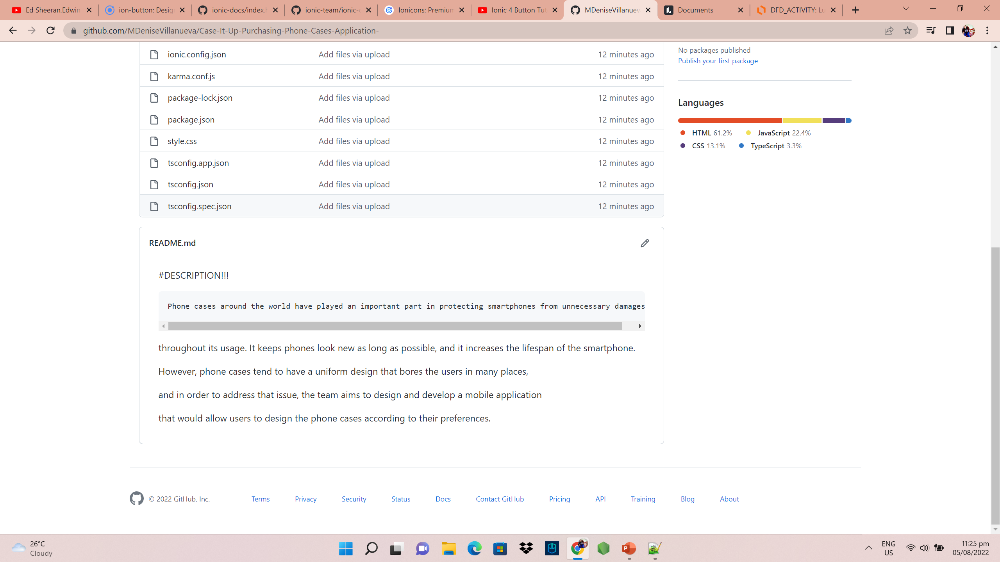 Ed Sheeran,Edwin
ion-button: Desig
ionic-docs/index.h
ionic-team/ionic-
Ionicons: Premium
Ionic 4 Button Tut
MDeniseVillanuev
Documents
DFD_ACTIVITY: Lu
github.com/MDeniseVillanueva/Case-It-Up-Purchasing-Phone-Cases-Application-
ionic.config.json Add files via upload 12 minutes ago
karma.conf.js Add files via upload 12 minutes ago
package-lock.json Add files via upload 12 minutes ago
package.json Add files via upload 12 minutes ago
style.css Add files via upload 12 minutes ago
tsconfig.app.json Add files via upload 12 minutes ago
tsconfig.json Add files via upload 12 minutes ago
tsconfig.spec.json Add files via upload 12 minutes ago
No packages published
Publish your first package
Languages
HTML 61.2% JavaScript 22.4%
CSS 13.1% TypeScript 3.3%
README.md
#DESCRIPTION!!!
Phone cases around the world have played an important part in protecting smartphones from unnecessary damages
throughout its usage. It keeps phones look new as long as possible, and it increases the lifespan of the smartphone.
However, phone cases tend to have a uniform design that bores the users in many places,
and in order to address that issue, the team aims to design and develop a mobile application
that would allow users to design the phone cases according to their preferences.
© 2022 GitHub, Inc. Terms Privacy Security Status Docs Contact GitHub Pricing API Training Blog About
26°C
Cloudy
ENG
US
11:25 pm
05/08/2022